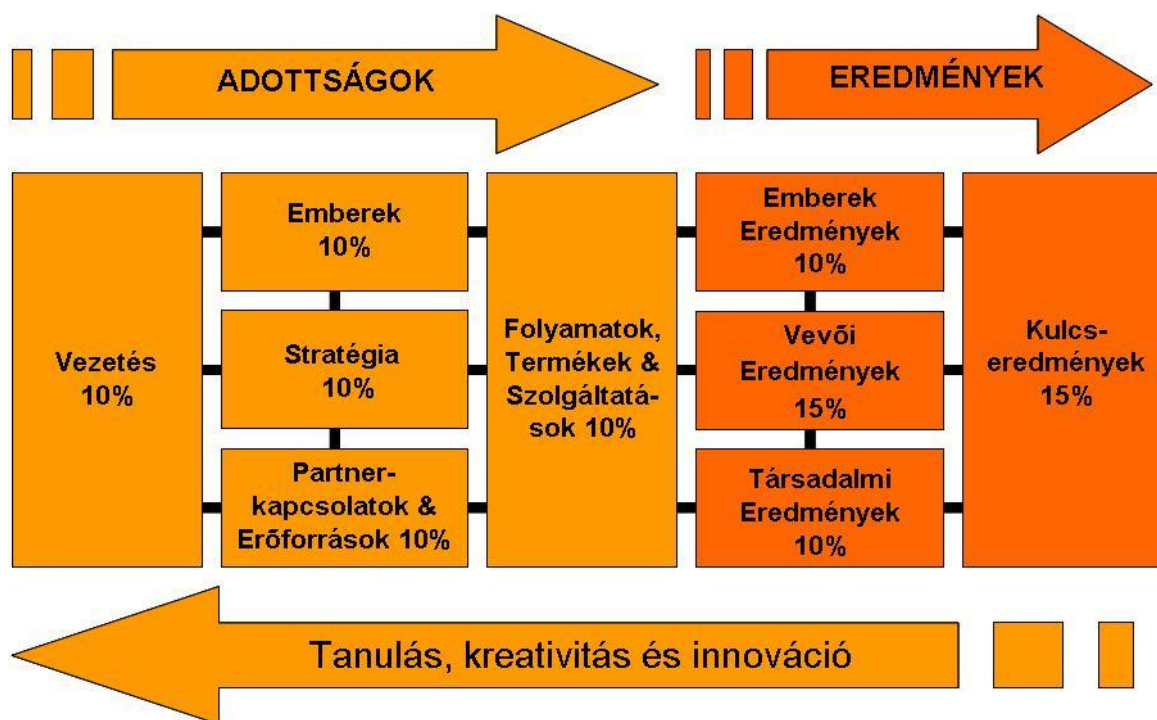 ADOTTSÁGOK
EREDMÉNYEK
Vezetés
10%
Emberek
10%
Stratégia
10%
Partner-
kapcsolatok &
Erőforrások 10%
Folyamatok,
Termékek &
Szolgáltatá-
sok 10%
Emberek
Eredmények
10%
Vevői
Eredmények
15%
Társadalmi
Eredmények
10%
Kulcs-
eredmények
15%
Tanulás, kreativitás és innováció